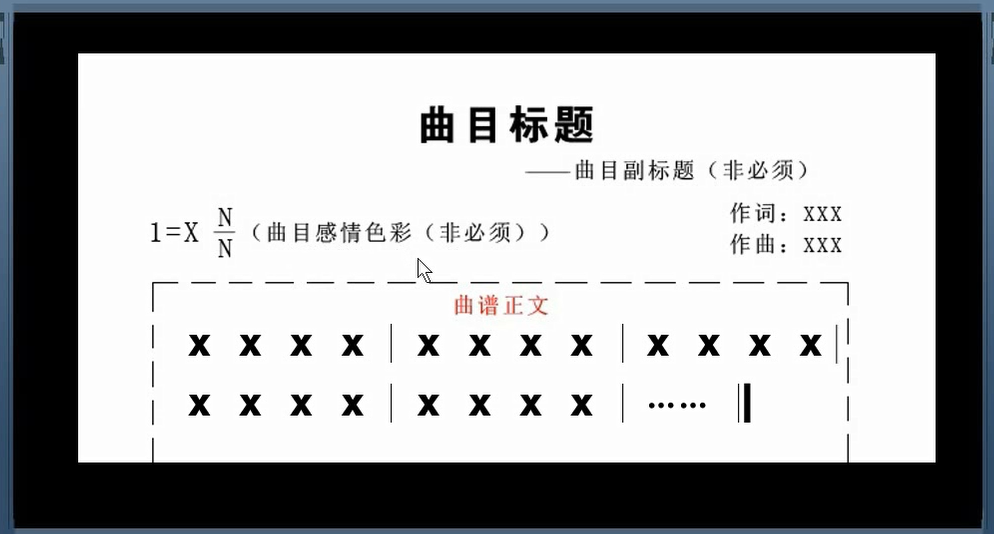 曲目标题
——曲目副标题（非必须）
1=X N/N（曲目感情色彩（非必须））
作词：XXX
作曲：XXX
曲谱正文
X X X X | X X X X | X X X X |
X X X X | X X X X | …… ‖